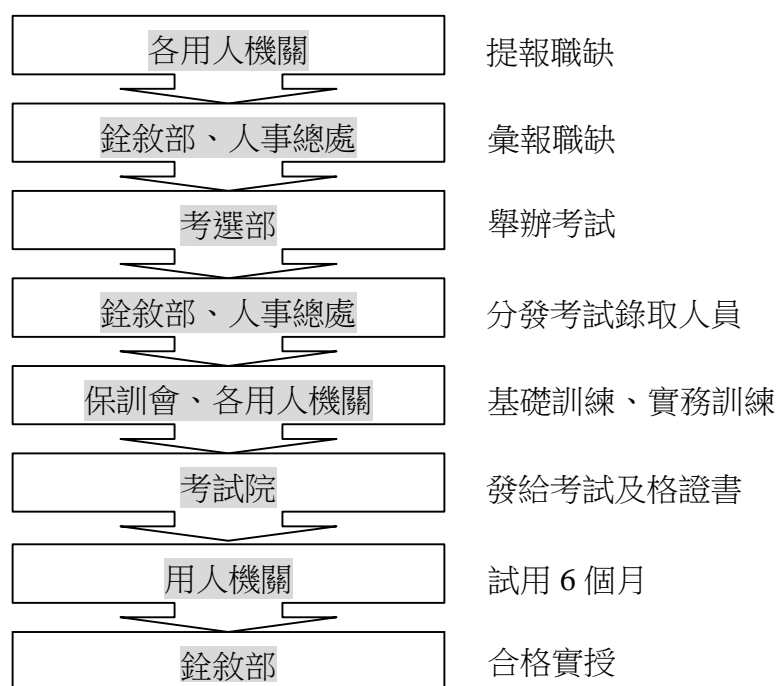 各用人機關 提報職缺
銓敘部、人事總處 彙報職缺
考選部 舉辦考試
銓敘部、人事總處 分發考試錄取人員
保訓會、各用人機關 基礎訓練、實務訓練
考試院 發給考試及格證書
用人機關 試用 6 個月
銓敘部 合格實授